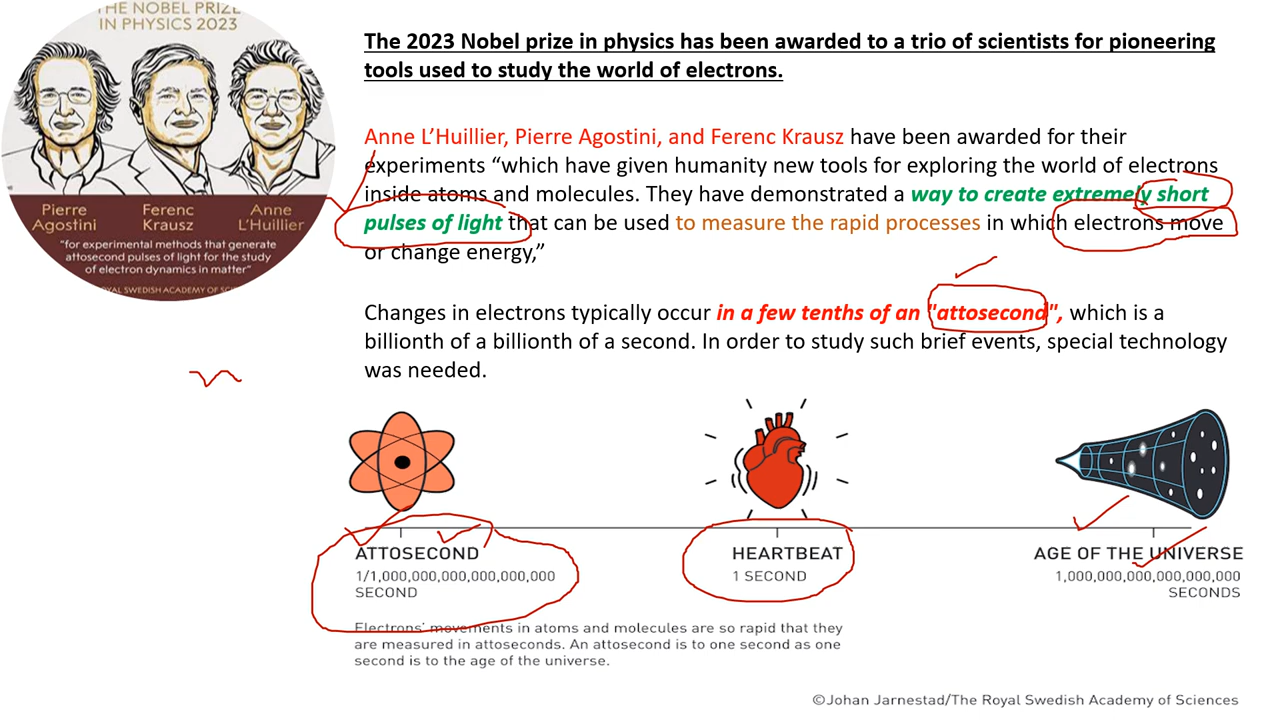 THE NOBEL PRIZE
IN PHYSICS 2023
Pierre
Agostini
Ferenc
Krausz
Anne
L’Huillier
“for experimental methods that generate
attosecond pulses of light for the study
of electron dynamics in matter”
ROYAL SWEDISH ACADEMY OF
The 2023 Nobel prize in physics has been awarded to a trio of scientists for pioneering
tools used to study the world of electrons.
Anne L’Huillier, Pierre Agostini, and Ferenc Krausz have been awarded for their
experiments “which have given humanity new tools for exploring the world of electrons
inside atoms and molecules. They have demonstrated a way to create extremely short
pulses of light that can be used to measure the rapid processes in which electrons move
or change energy,”
Changes in electrons typically occur in a few tenths of an "attosecond", which is a
billionth of a billionth of a second. In order to study such brief events, special technology
was needed.
ATTOSECOND
1/1,000,000,000,000,000,000
SECOND
HEARTBEAT
1 SECOND
AGE OF THE UNIVERSE
1,000,000,000,000,000,000
SECONDS
Electrons’ movements in atoms and molecules are so rapid that they
are measured in attoseconds. An attosecond is to one second as one
second is to the age of the universe.
©Johan Jarnestad/The Royal Swedish Academy of Sciences